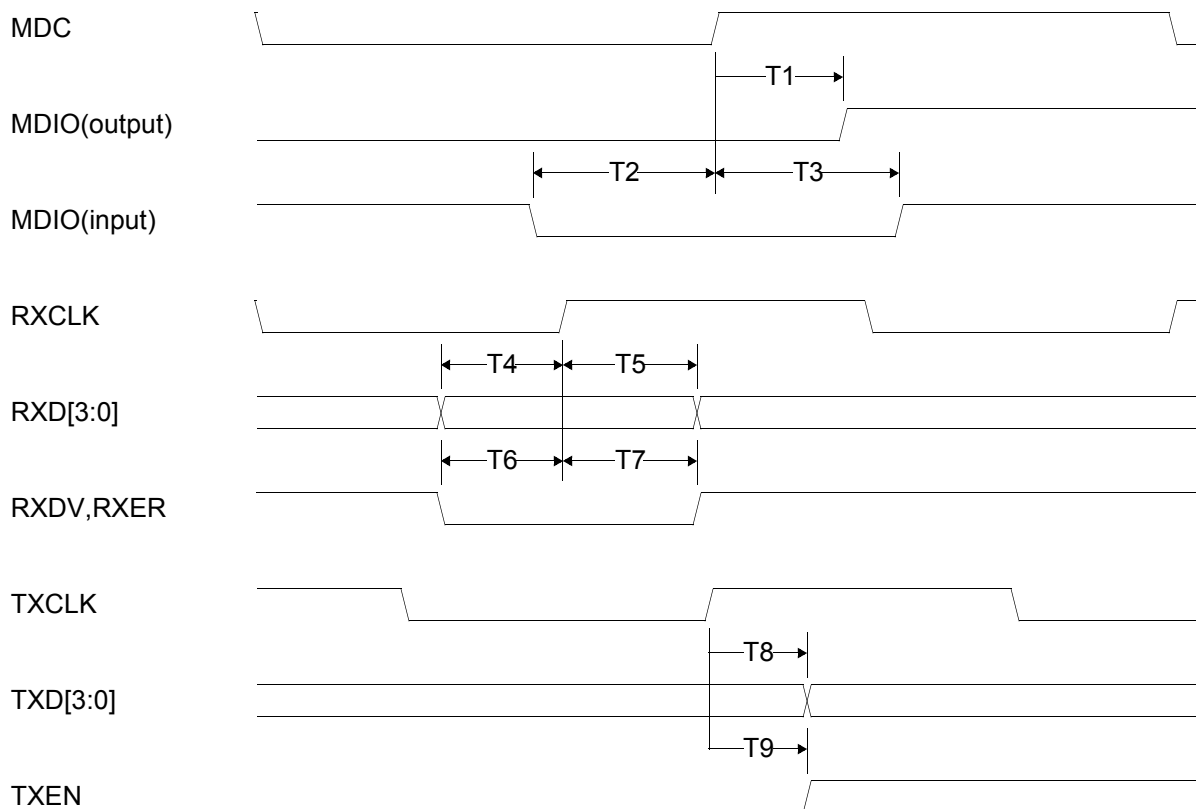 MDC
T1
MDIO(output)
T2
T3
MDIO(input)
RXCLK
T4
T5
RXD[3:0]
T6
T7
RXDV,RXER
TXCLK
T8
TXD[3:0]
T9
TXEN